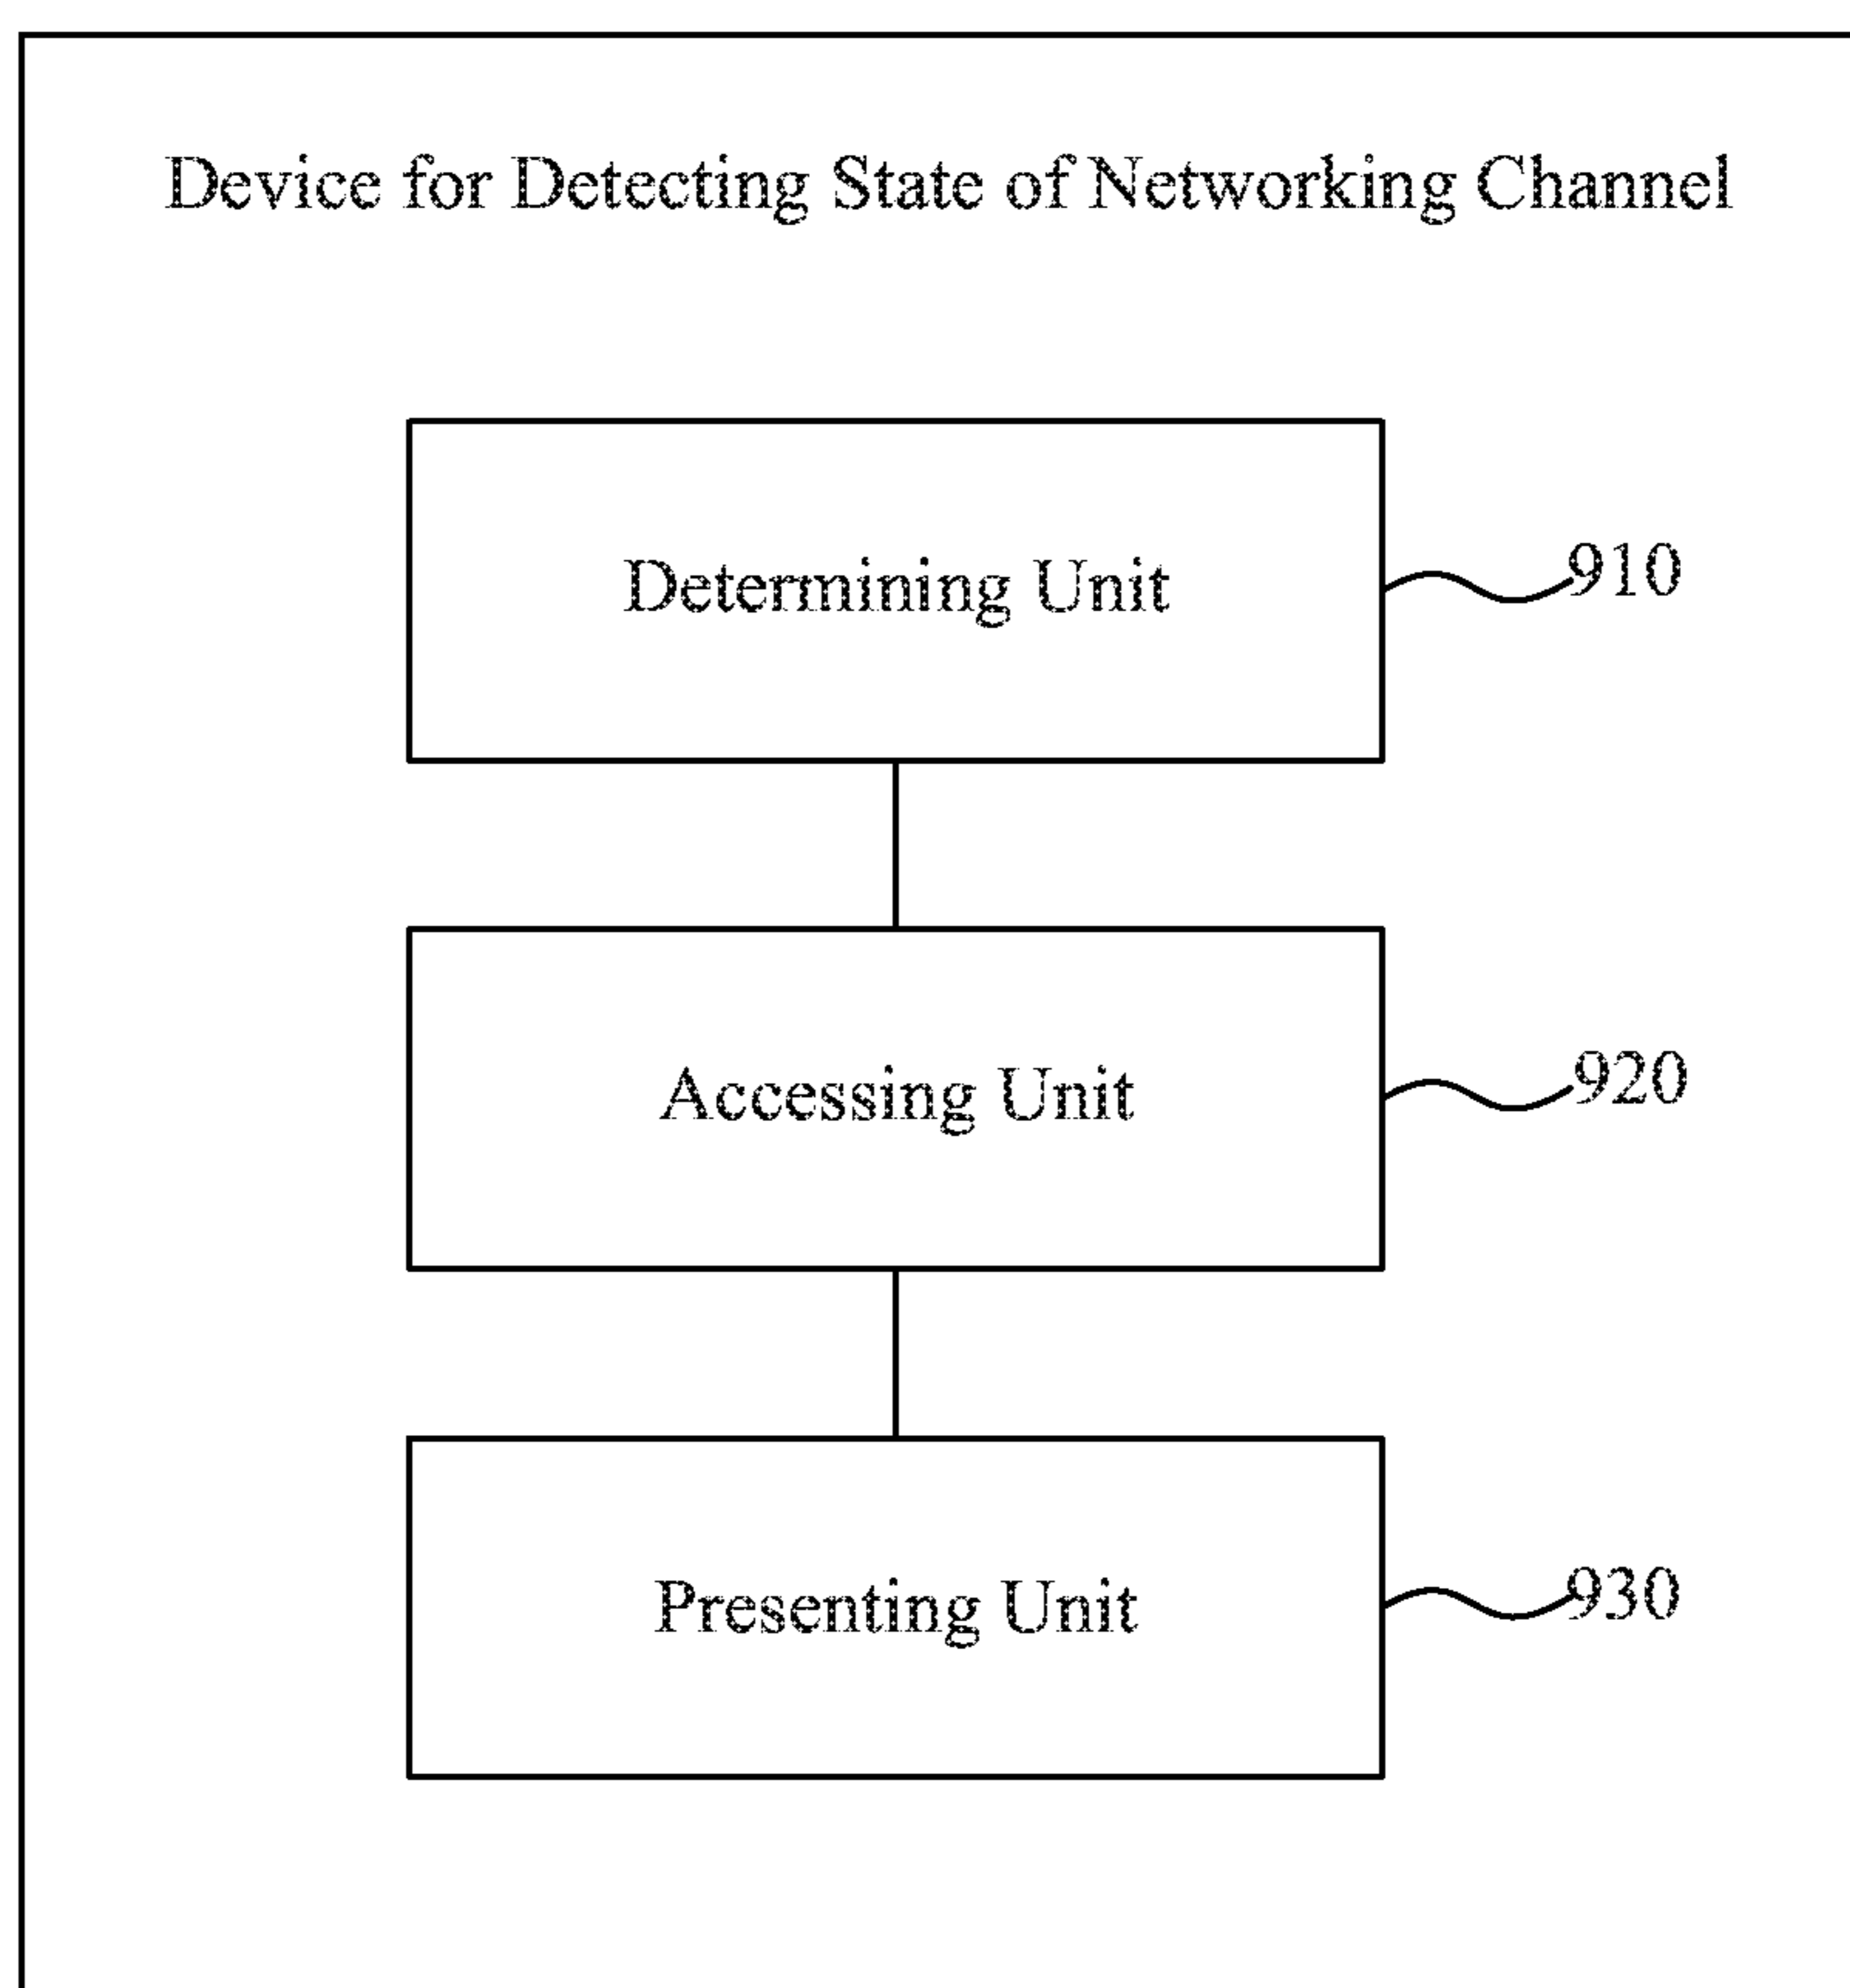 Device for Detecting State of Networking Channel
Determining Unit
910
Accessing Unit
920
Presenting Unit
930